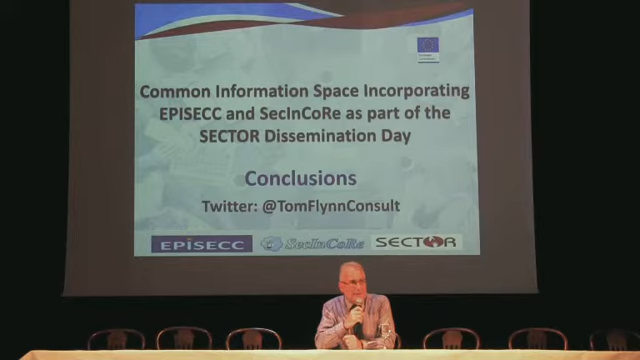 Common Information Space Incorporating
EPISECC and SecInCoRe as part of the
SECTOR Dissemination Day
Conclusions
Twitter: @TomFlynnConsult
EPISECC SecInCoRe SECTOR